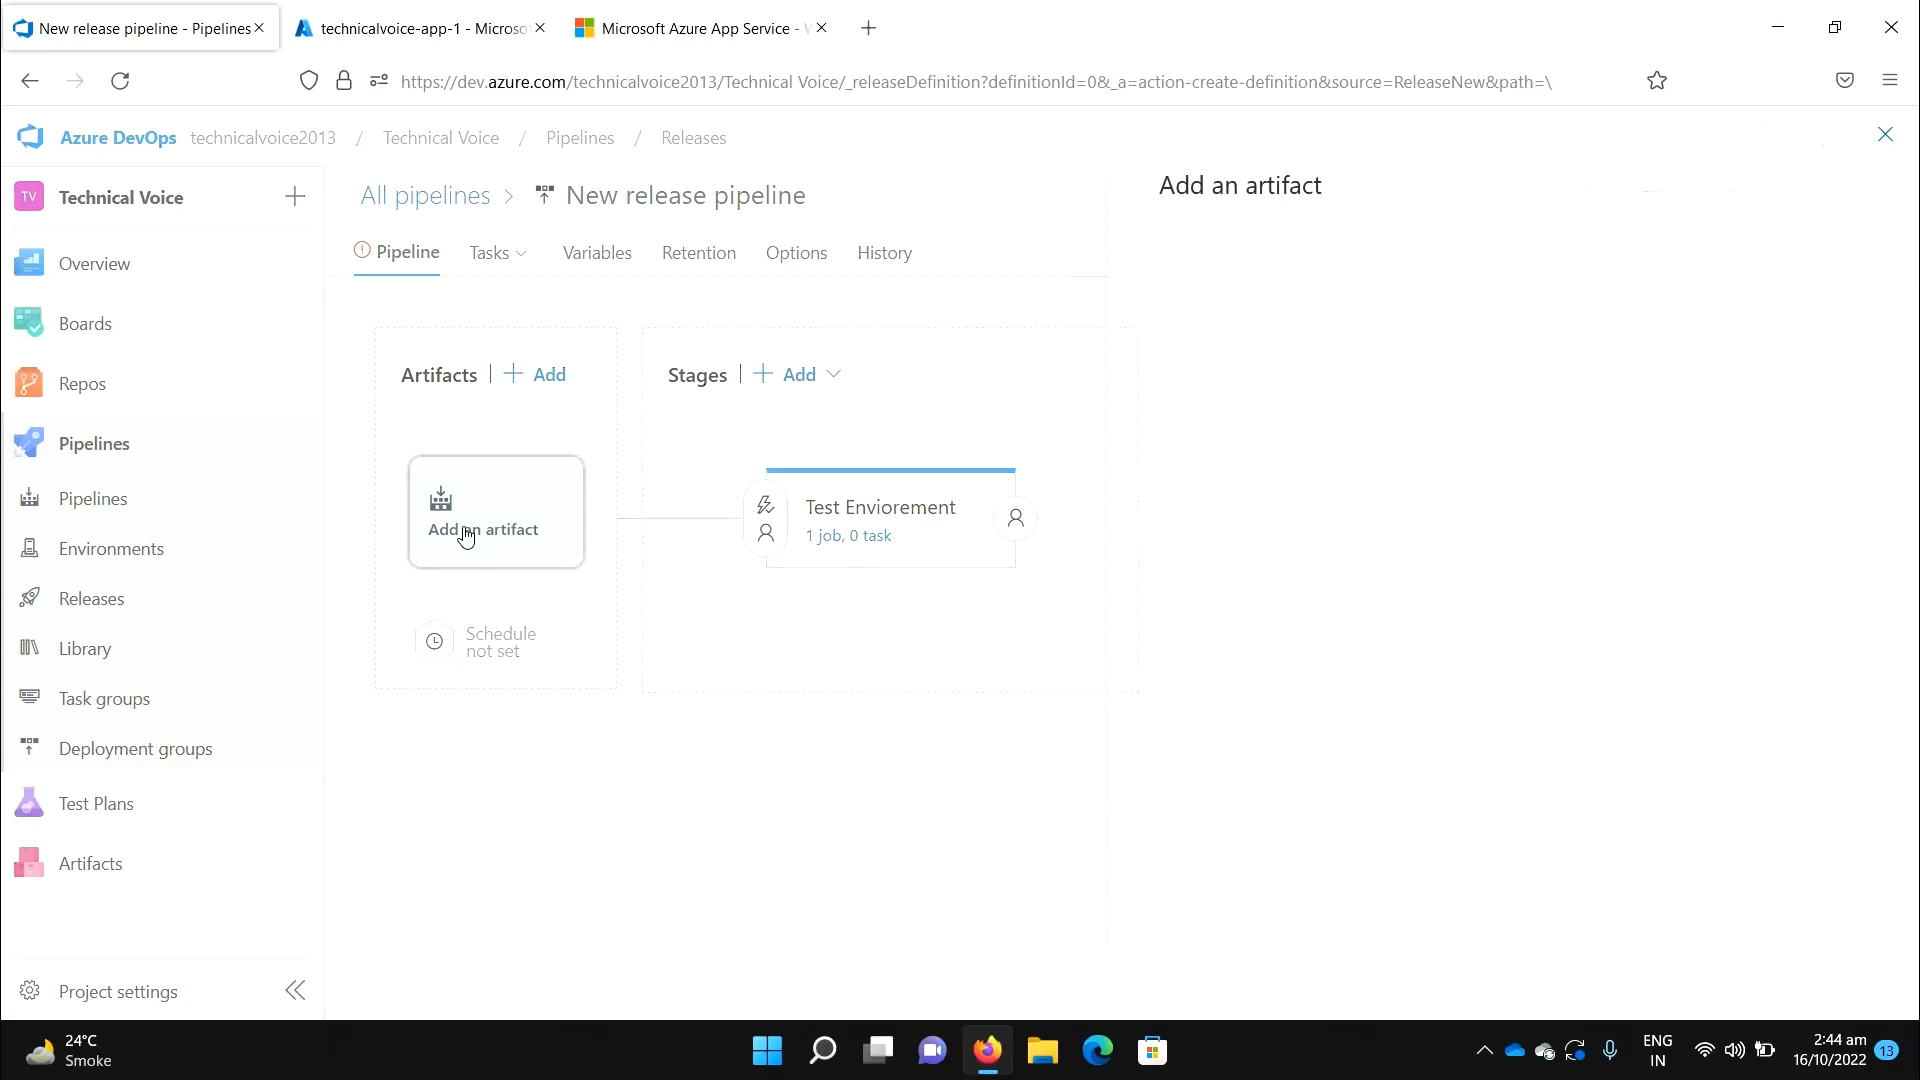 New release pipeline - Pipelines
technicalvoice-app-1 - Microso
Microsoft Azure App Service -
https://dev.azure.com/technicalvoice2013/Technical Voice/_releaseDefinition?definitionId=0&_a=action-create-definition&source=ReleaseNew&path=\
Azure DevOps technicalvoice2013 / Technical Voice / Pipelines / Releases
TV Technical Voice
Overview
Boards
Repos
Pipelines
Pipelines
Environments
Releases
Library
Task groups
Deployment groups
Test Plans
Artifacts
Project settings
All pipelines > New release pipeline
Pipeline Tasks Variables Retention Options History
Artifacts | + Add
Add an artifact
Schedule
not set
Stages | + Add
Test Enviorement
1 job, 0 task
Add an artifact
24°C
Smoke
ENG
IN
2:44 am
16/10/2022
13